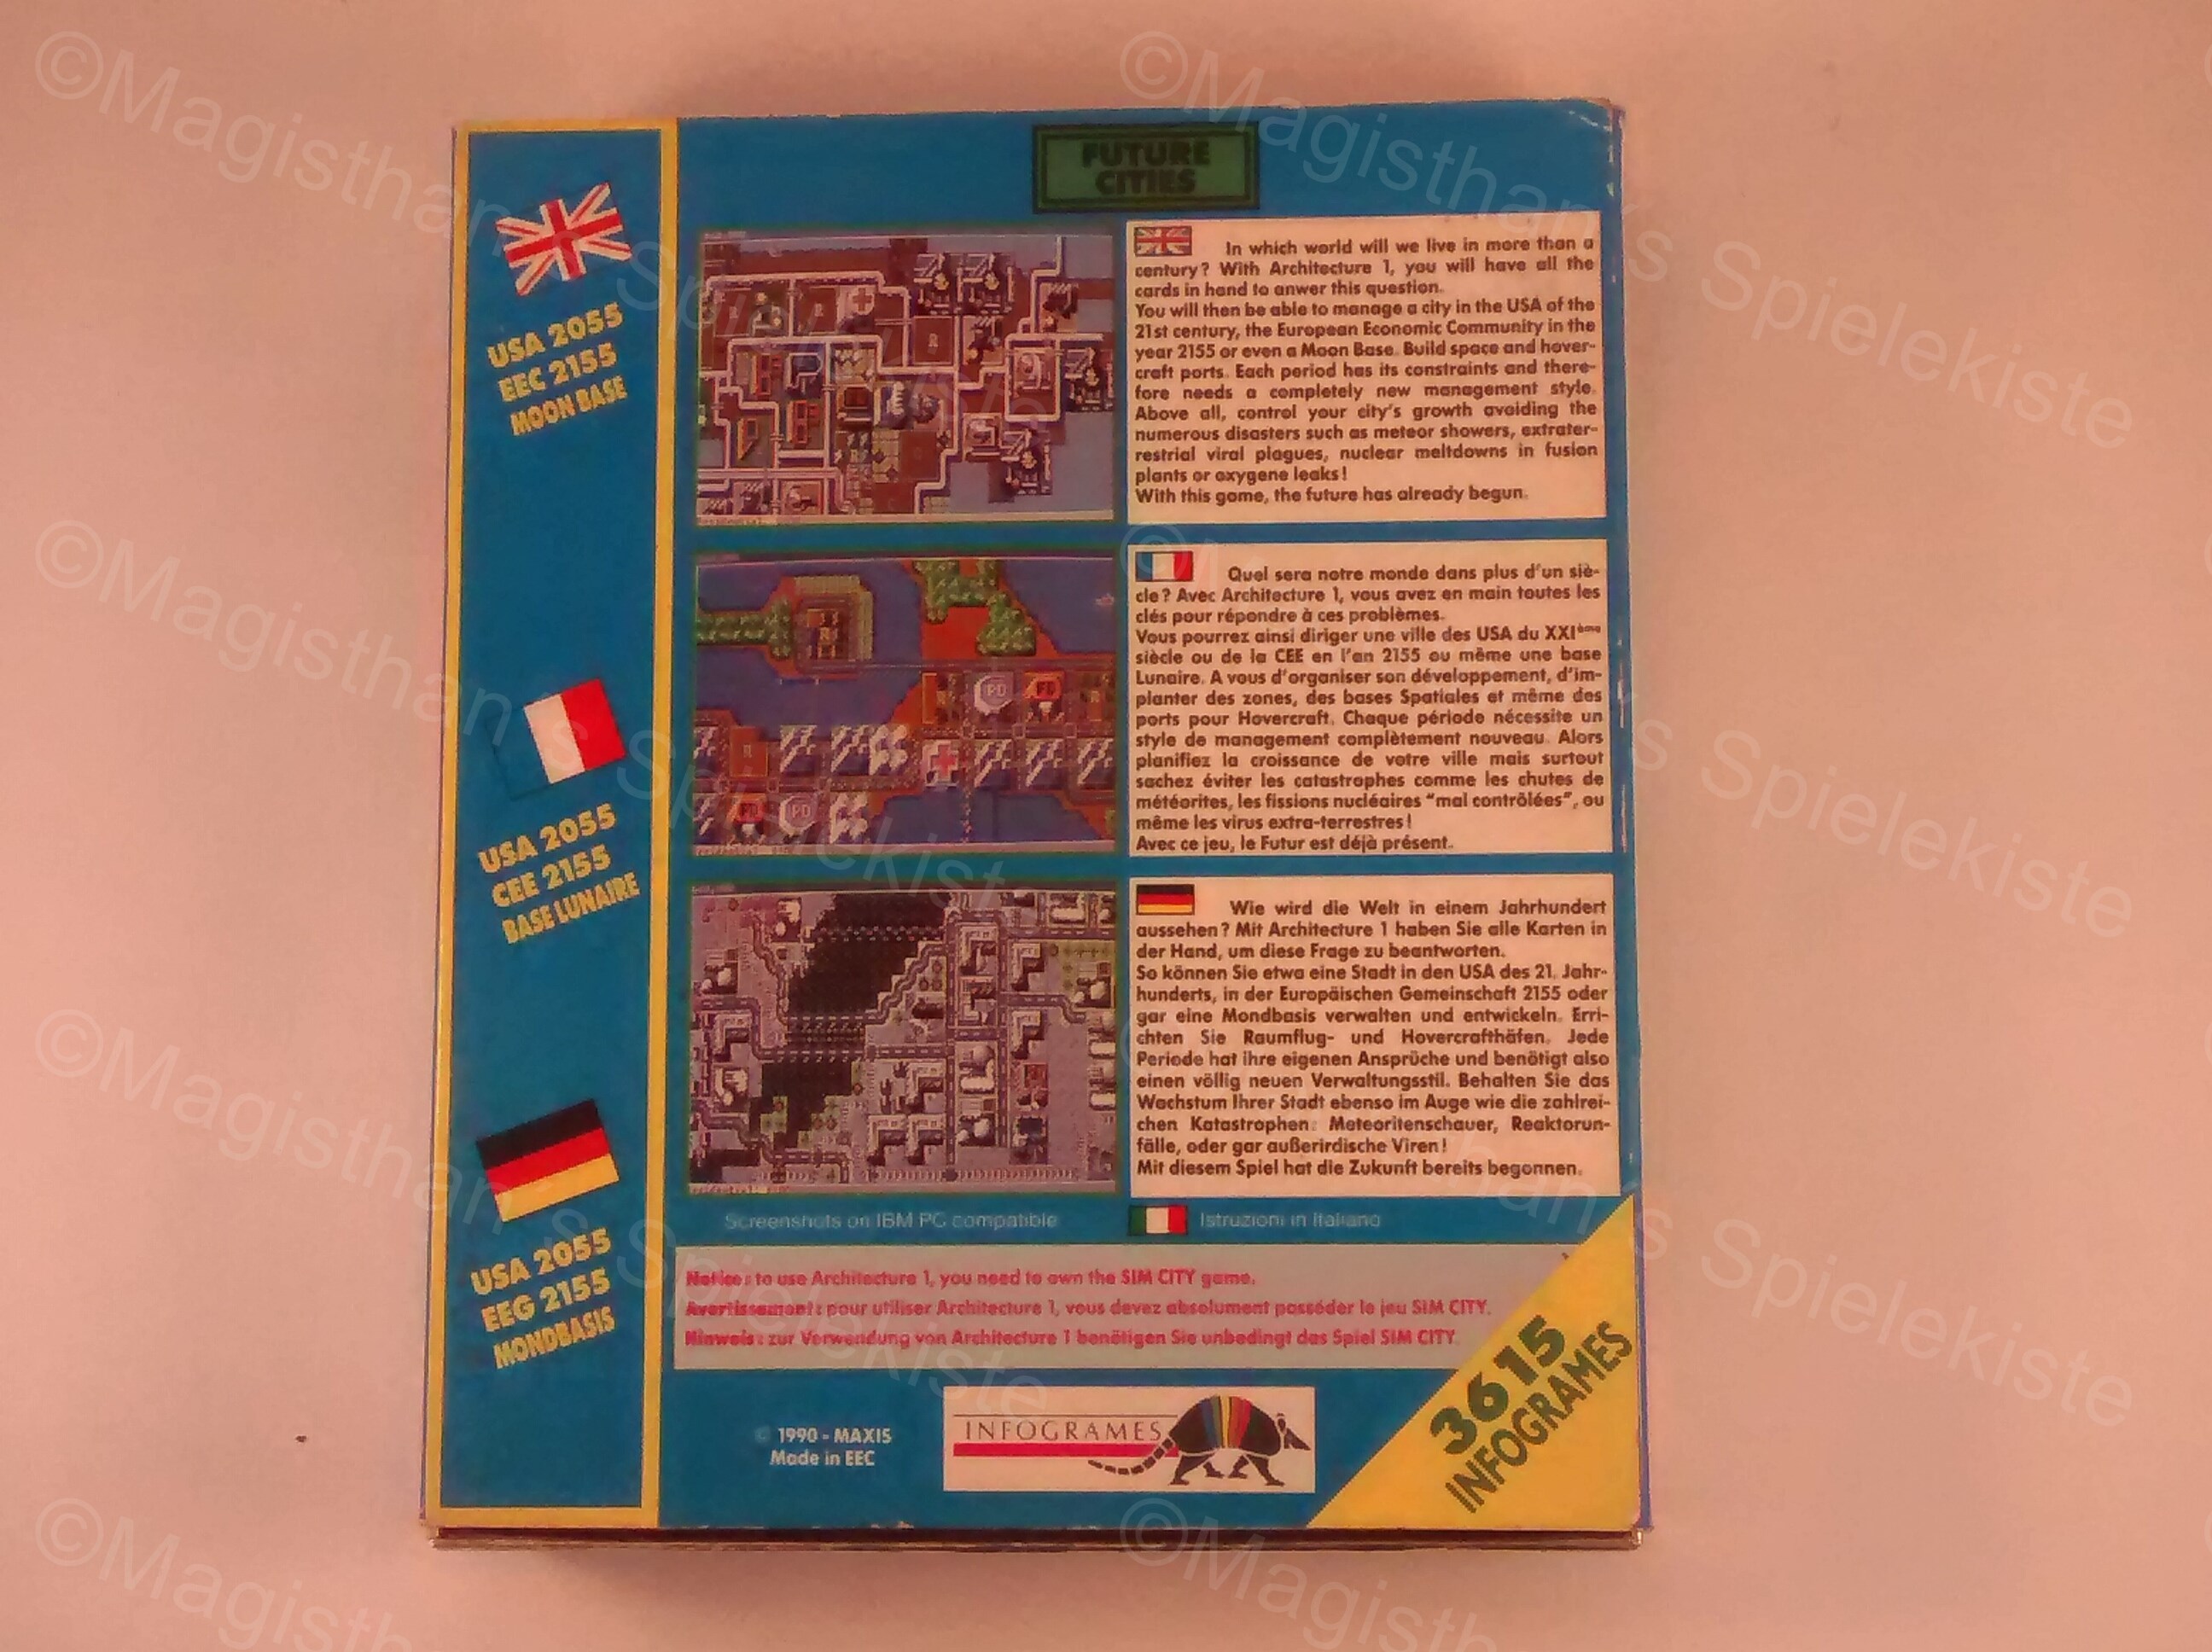 FUTURE
CITIES
USA 2055
EEC 2155
MOON BASE
In which world will we live in more than a
century? With Architecture 1, you will have all the
cards in hand to anwer this question.
You will then be able to manage a city in the USA of the
21st century, the European Economic Community in the
year 2155 or even a Moon Base. Build space and hover-
craft ports. Each period has its constraints and there-
fore needs a completely new management style.
Above all, control your city's growth avoiding the
numerous disasters such as meteor showers, extrater-
restrial viral plagues, nuclear meltdowns in fusion
plants or oxygene leaks!
With this game, the future has already begun.
USA 2055
CEE 2155
BASE LUNAIRE
Quel sera notre monde dans plus d'un siè-
cle? Avec Architecture 1, vous avez en main toutes les
clés pour répondre à ces problèmes.
Vous pourrez ainsi diriger une ville des USA du XXIème
siècle ou de la CEE en l'an 2155 ou même une base
Lunaire. A vous d'organiser son développement, d'im-
planter des zones, des bases Spatiales et même des
ports pour Hovercraft. Chaque période nécessite un
style de management complètement nouveau. Alors
planifiez la croissance de votre ville mais surtout
sachez éviter les catastrophes comme les chutes de
météorites, les fissions nucléaires "mal contrôlées", ou
même les virus extra-terrestres!
Avec ce jeu, le Futur est déjà présent.
USA 2055
EEG 2155
MONDBASIS
Wie wird die Welt in einem Jahrhundert
aussehen? Mit Architecture 1 haben Sie alle Karten in
der Hand, um diese Frage zu beantworten.
So können Sie etwa eine Stadt in den USA des 21. Jahr-
hunderts, in der Europäischen Gemeinschaft 2155 oder
gar eine Mondbasis verwalten und entwickeln. Erri-
chten Sie Raumflug- und Hovercrafthäfen. Jede
Periode hat ihre eigenen Ansprüche und benötigt also
einen völlig neuen Verwaltungsstil. Behalten Sie das
Wachstum Ihrer Stadt ebenso im Auge wie die zahlrei-
chen Katastrophen: Meteoritenschauer, Reaktorun-
fälle, oder gar außerirdische Viren!
Mit diesem Spiel hat die Zukunft bereits begonnen.
Screenshots on IBM PC compatible
Istruzioni in Italiano
Notice: to use Architecture 1, you need to own the SIM CITY game.
Avertissement: pour utiliser Architecture 1, vous devez absolument posséder le jeu SIM CITY.
Hinweis: zur Verwendung von Architecture 1 benötigen Sie unbedingt das Spiel SIM CITY.
© 1990 - MAXIS
Made in EEC
INFOGRAMES
3615
INFOGRAMES
©Magisthan's Spielekiste
©Magisthan's Spielekiste
©Magisthan's Spielekiste
©Magisthan's Spielekiste
©Magisthan's Spielekiste
©Magisthan's Spielekiste